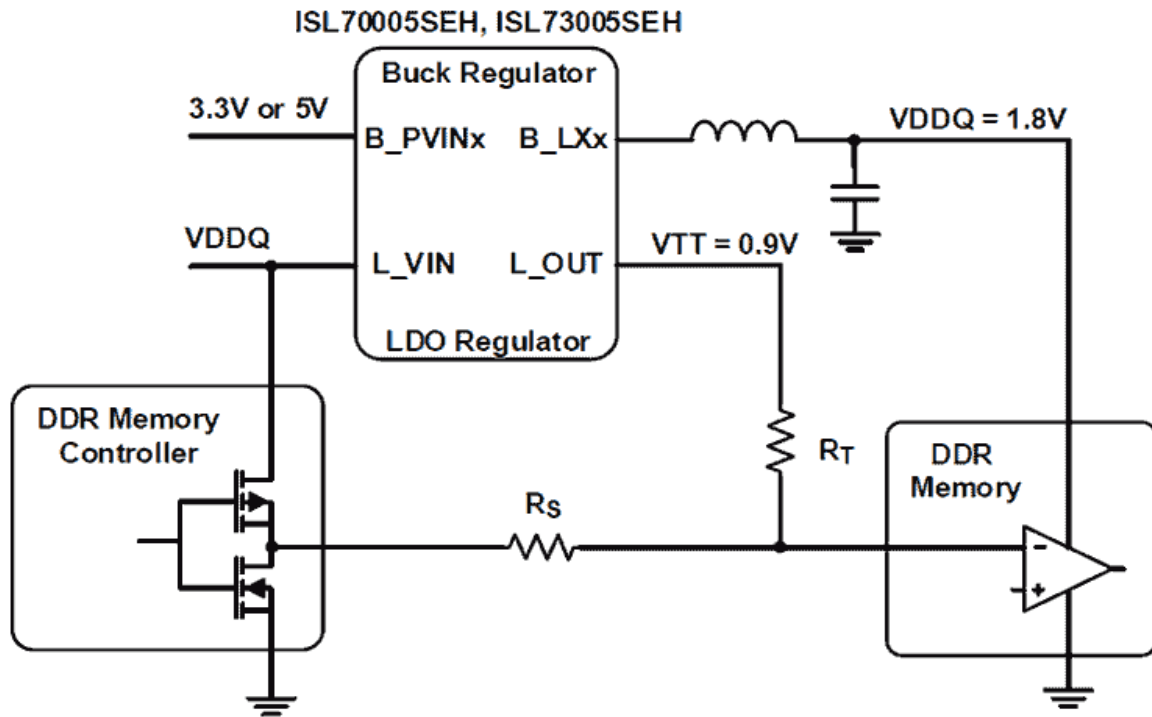 ISL70005SEH, ISL73005SEH
Buck Regulator
3.3V or 5V
B_PVINx
B_LXx
VDDQ = 1.8V
VDDQ
L_VIN
L_OUT
VTT = 0.9V
LDO Regulator
DDR Memory
Controller
RS
RT
DDR
Memory
-
+